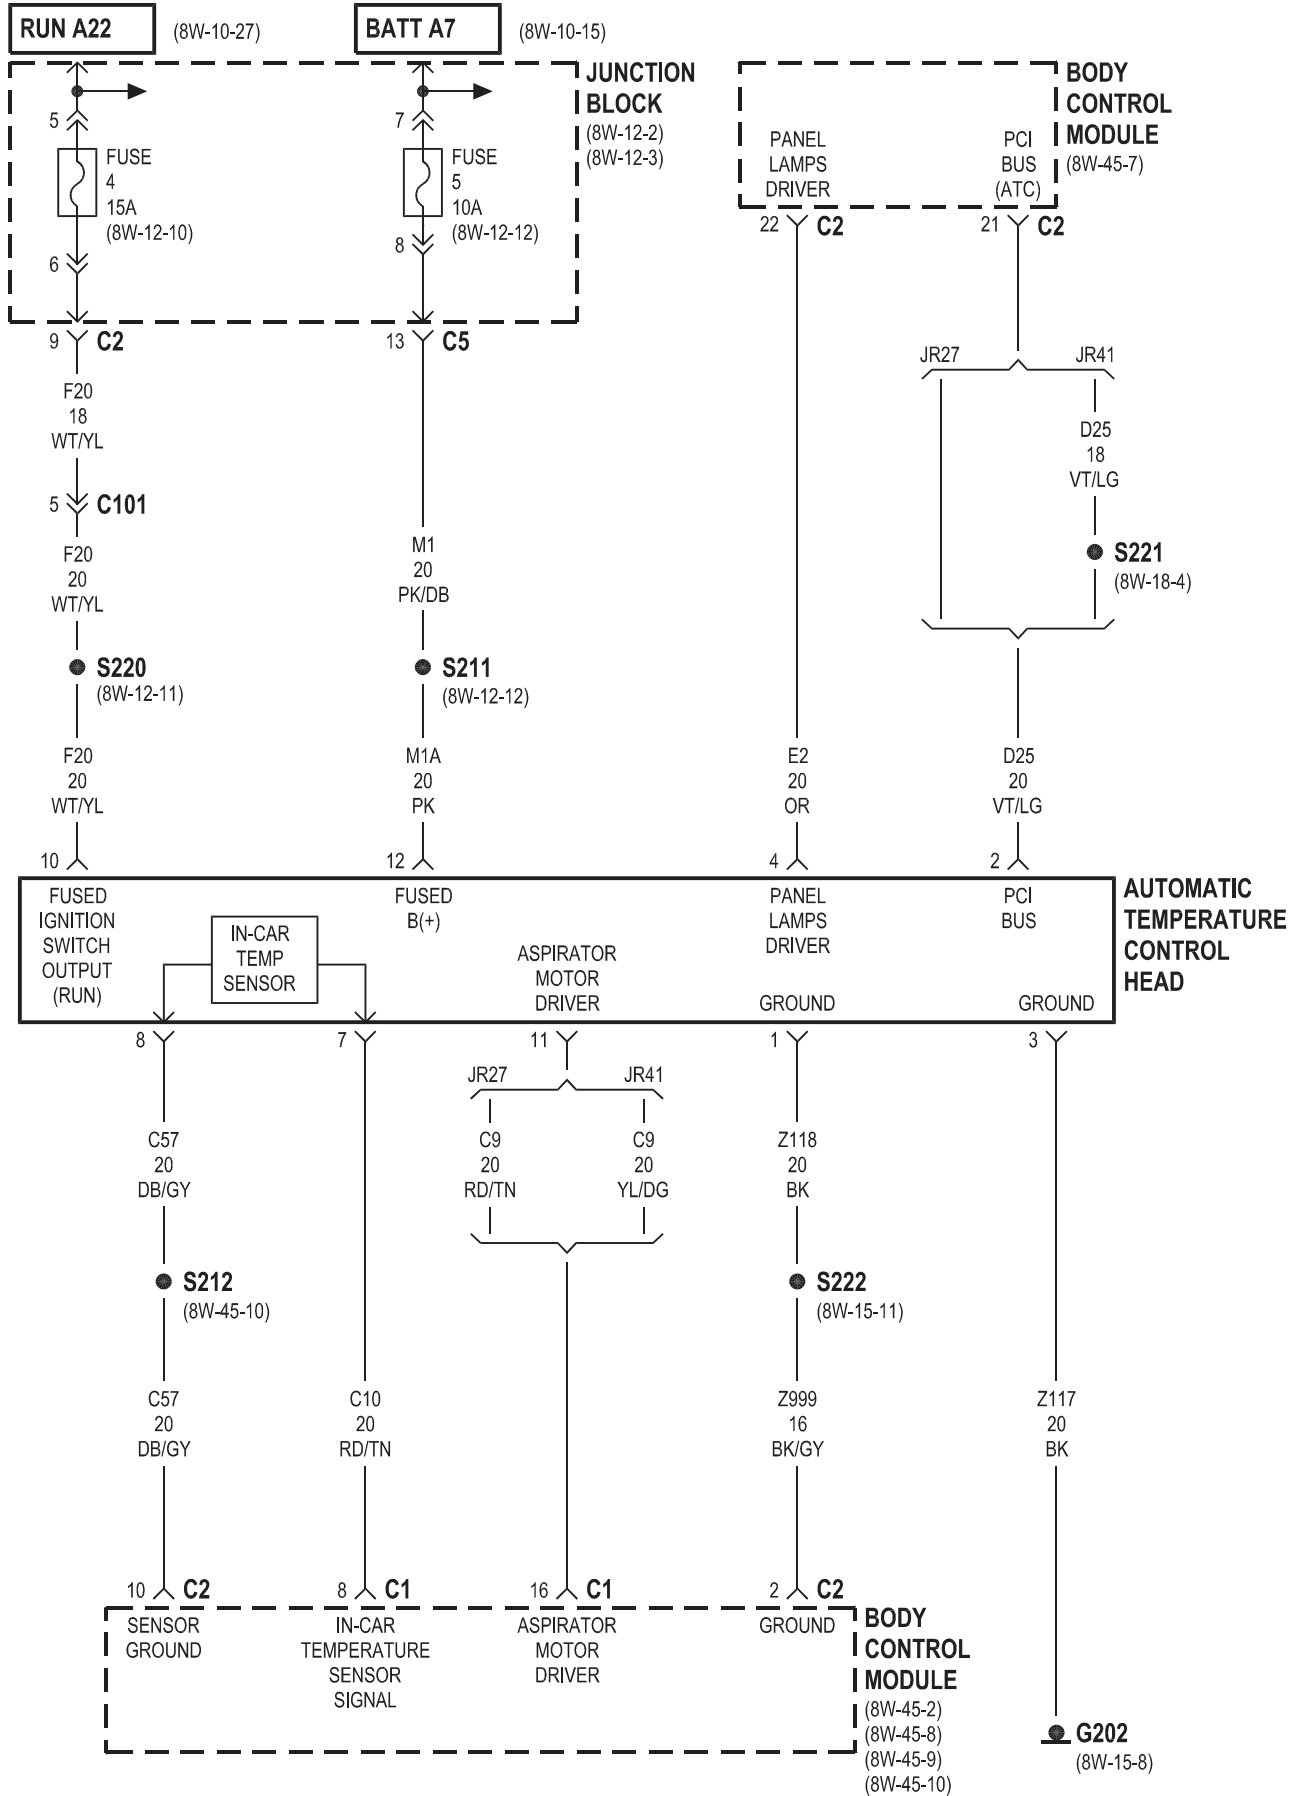 RUN A22
(8W-10-27)
BATT A7
(8W-10-15)
JUNCTION
BLOCK
(8W-12-2)
(8W-12-3)
BODY
CONTROL
MODULE
(8W-45-7)
5
FUSE
4
15A
(8W-12-10)
6
7
FUSE
5
10A
(8W-12-12)
8
PANEL
LAMPS
DRIVER
PCI
BUS
(ATC)
22
C2
21
C2
9
C2
13
C5
F20
18
WT/YL
JR27
JR41
D25
18
VT/LG
5
C101
F20
20
WT/YL
M1
20
PK/DB
S221
(8W-18-4)
S220
(8W-12-11)
S211
(8W-12-12)
F20
20
WT/YL
M1A
20
PK
E2
20
OR
D25
20
VT/LG
10
12
4
2
FUSED
IGNITION
SWITCH
OUTPUT
(RUN)
IN-CAR
TEMP
SENSOR
FUSED
B(+)
ASPIRATOR
MOTOR
DRIVER
PANEL
LAMPS
DRIVER
GROUND
PCI
BUS
GROUND
AUTOMATIC
TEMPERATURE
CONTROL
HEAD
8
7
11
1
3
JR27
JR41
C57
20
DB/GY
C9
20
RD/TN
C9
20
YL/DG
Z118
20
BK
S212
(8W-45-10)
S222
(8W-15-11)
C57
20
DB/GY
C10
20
RD/TN
Z999
16
BK/GY
Z117
20
BK
10
C2
8
C1
16
C1
2
C2
SENSOR
GROUND
IN-CAR
TEMPERATURE
SENSOR
SIGNAL
ASPIRATOR
MOTOR
DRIVER
GROUND
BODY
CONTROL
MODULE
(8W-45-2)
(8W-45-8)
(8W-45-9)
(8W-45-10)
G202
(8W-15-8)